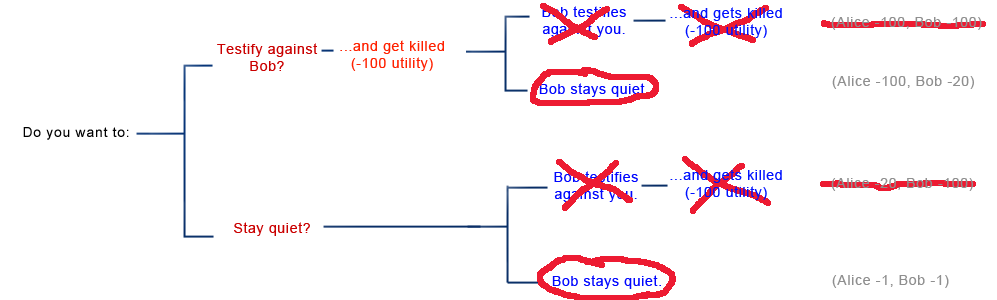 Bob testifies
against you.
...and gets killed
(-100 utility)
(Alice -100, Bob -100)
Testify against
Bob?
...and get killed
(-100 utility)
Bob stays quiet.
(Alice -100, Bob -20)
Do you want to:
Bob testifies
against you.
...and gets killed
(-100 utility)
(Alice -20, Bob -100)
Stay quiet?
Bob stays quiet.
(Alice -1, Bob -1)